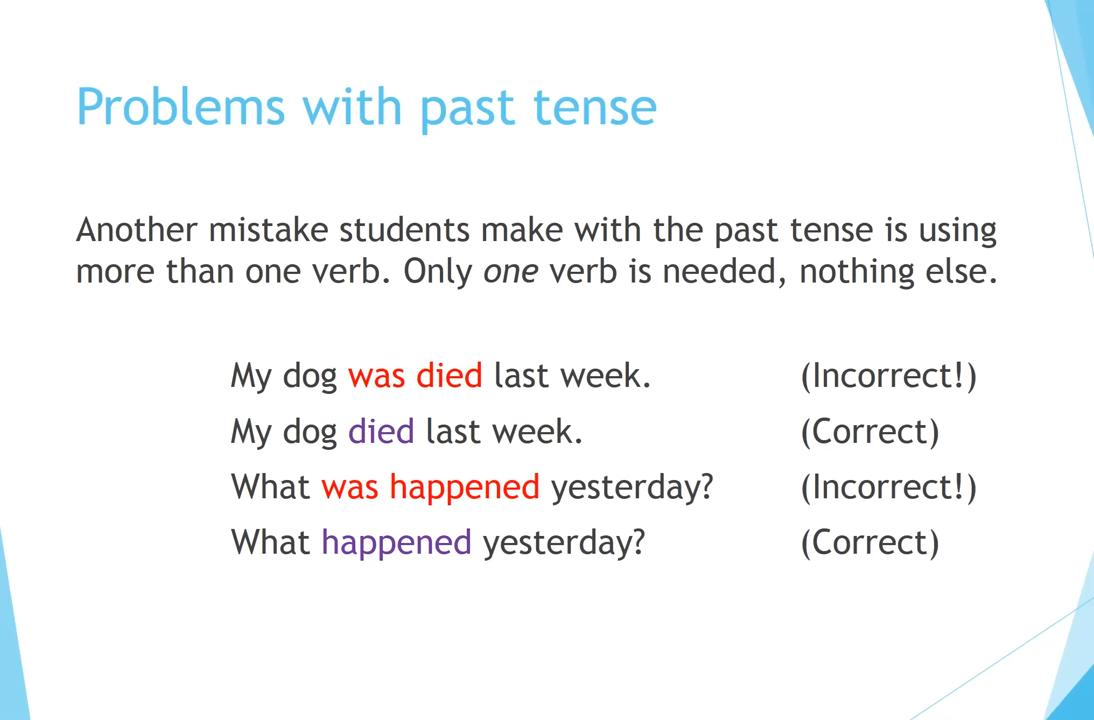 Problems with past tense
Another mistake students make with the past tense is using
more than one verb. Only one verb is needed, nothing else.
My dog was died last week. (Incorrect!)
My dog died last week. (Correct)
What was happened yesterday? (Incorrect!)
What happened yesterday? (Correct)